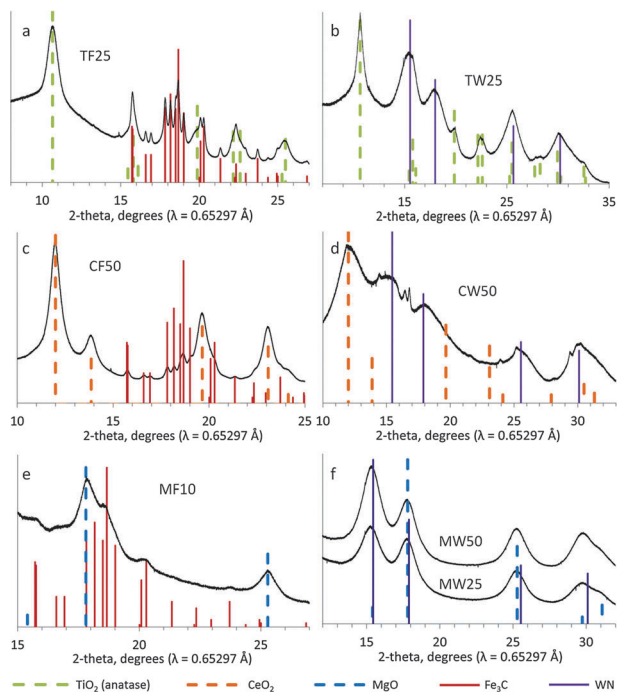 a
TF25
b
TW25
10 15 20 25
2-theta, degrees (λ = 0.65297 Å)
10 15 20 25 30 35
2-theta, degrees (λ = 0.65297 Å)
c
CF50
d
CW50
10 15 20 25
2-theta, degrees (λ = 0.65297 Å)
10 15 20 25 30
2-theta, degrees (λ = 0.65297 Å)
e
MF10
f
MW50
MW25
15 20 25
2-theta, degrees (λ = 0.65297 Å)
15 20 25 30
2-theta, degrees (λ = 0.65297 Å)
TiO₂ (anatase) CeO₂ MgO Fe₃C WN